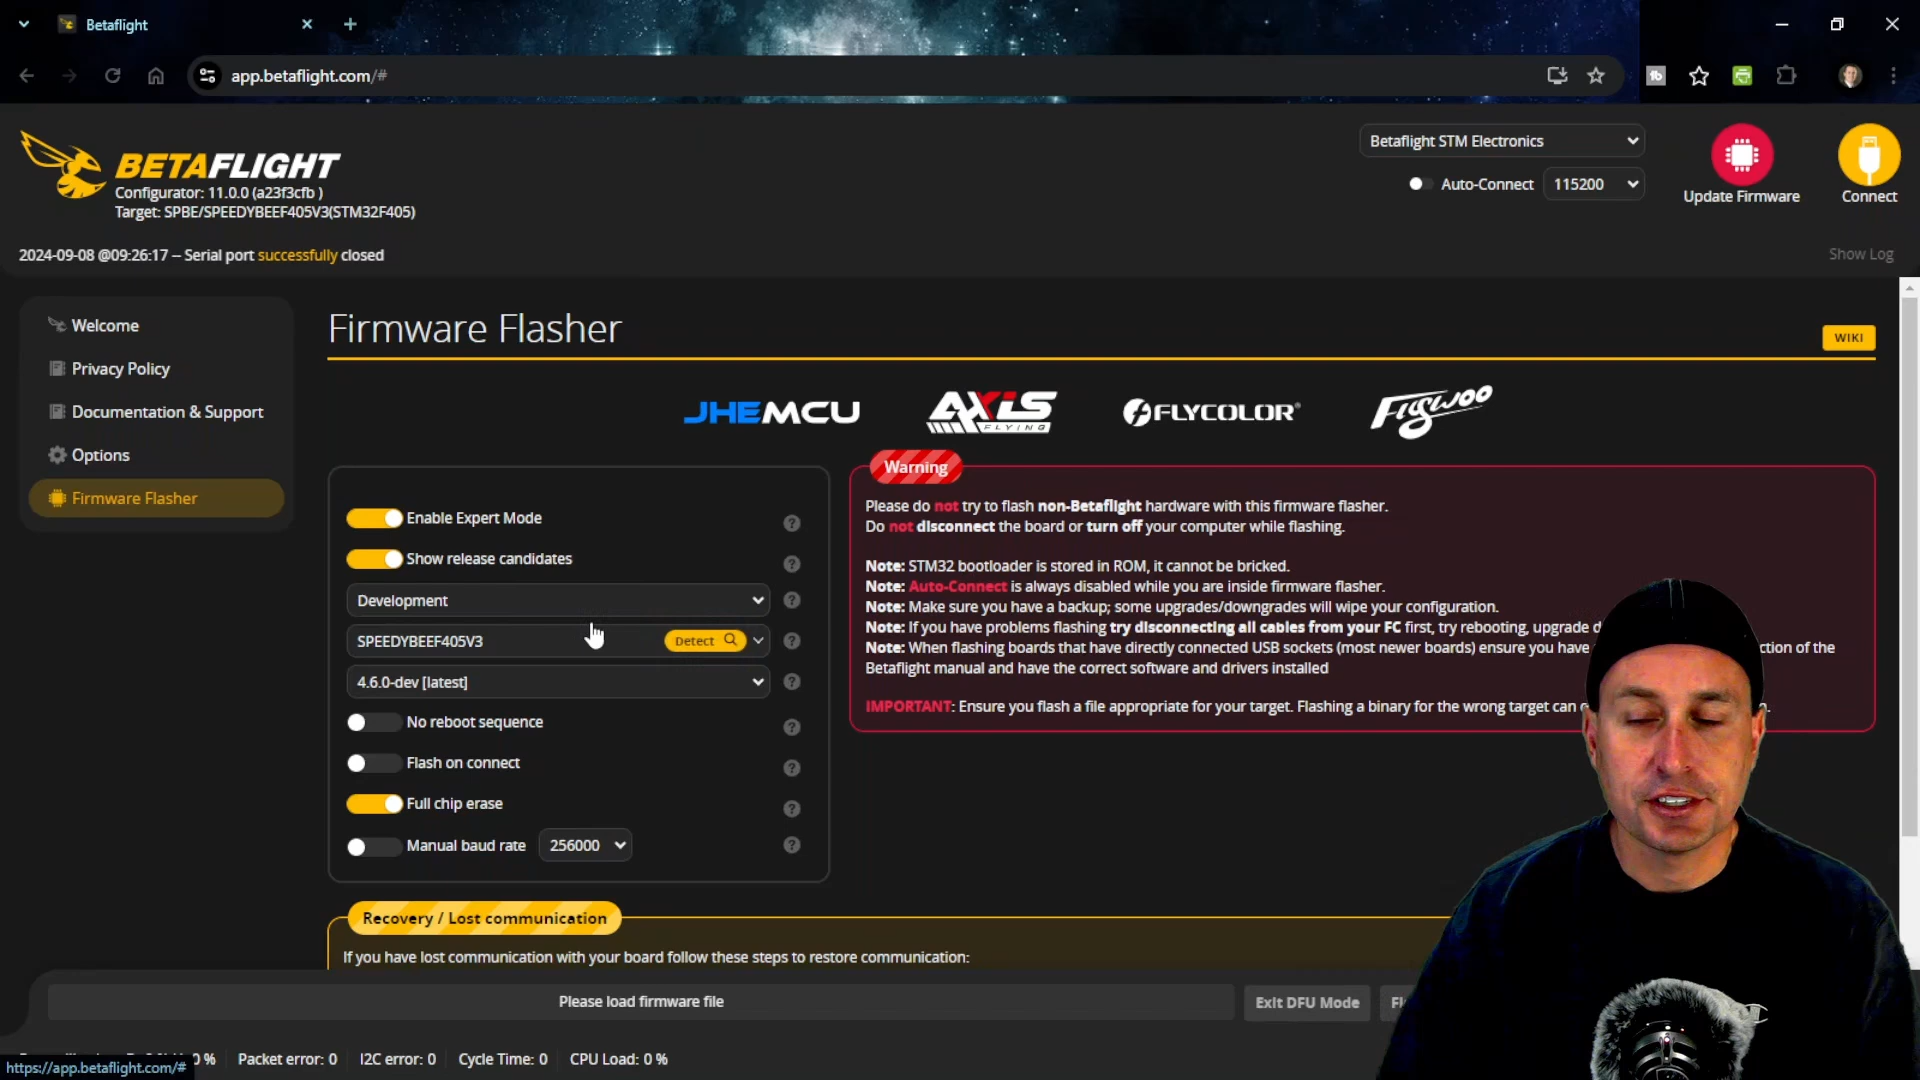 Betaflight
app.betaflight.com/#
BETAFLIGHT
Configurator: 11.0.0 (a23f3cfb )
Target: SPBE/SPEEDYBEEF405V3(STM32F405)
Betaflight STM Electronics
Auto-Connect
115200
Update Firmware
Connect
2024-09-08 @09:26:17 -- Serial port successfully closed
Show Log
Welcome
Privacy Policy
Documentation & Support
Options
Firmware Flasher
Firmware Flasher
WIKI
JHEMCU
AXIS FLYING
FLYCOLOR
Flywoo
Enable Expert Mode
Show release candidates
Development
SPEEDYBEEF405V3
Detect
4.6.0-dev [latest]
No reboot sequence
Flash on connect
Full chip erase
Manual baud rate
256000
Warning
Please do not try to flash non-Betaflight hardware with this firmware flasher.
Do not disconnect the board or turn off your computer while flashing.
Note: STM32 bootloader is stored in ROM, it cannot be bricked.
Note: Auto-Connect is always disabled while you are inside firmware flasher.
Note: Make sure you have a backup; some upgrades/downgrades will wipe your configuration.
Note: If you have problems flashing try disconnecting all cables from your FC first, try rebooting, upgrade
Note: When flashing boards that have directly connected USB sockets (most newer boards) ensure you have ction of the
Betaflight manual and have the correct software and drivers installed
IMPORTANT: Ensure you flash a file appropriate for your target. Flashing a binary for the wrong target can
Recovery / Lost communication
If you have lost communication with your board follow these steps to restore communication:
Please load firmware file
Exit DFU Mode
0 %
Packet error: 0
I2C error: 0
Cycle Time: 0
CPU Load: 0 %
https://app.betaflight.com/#